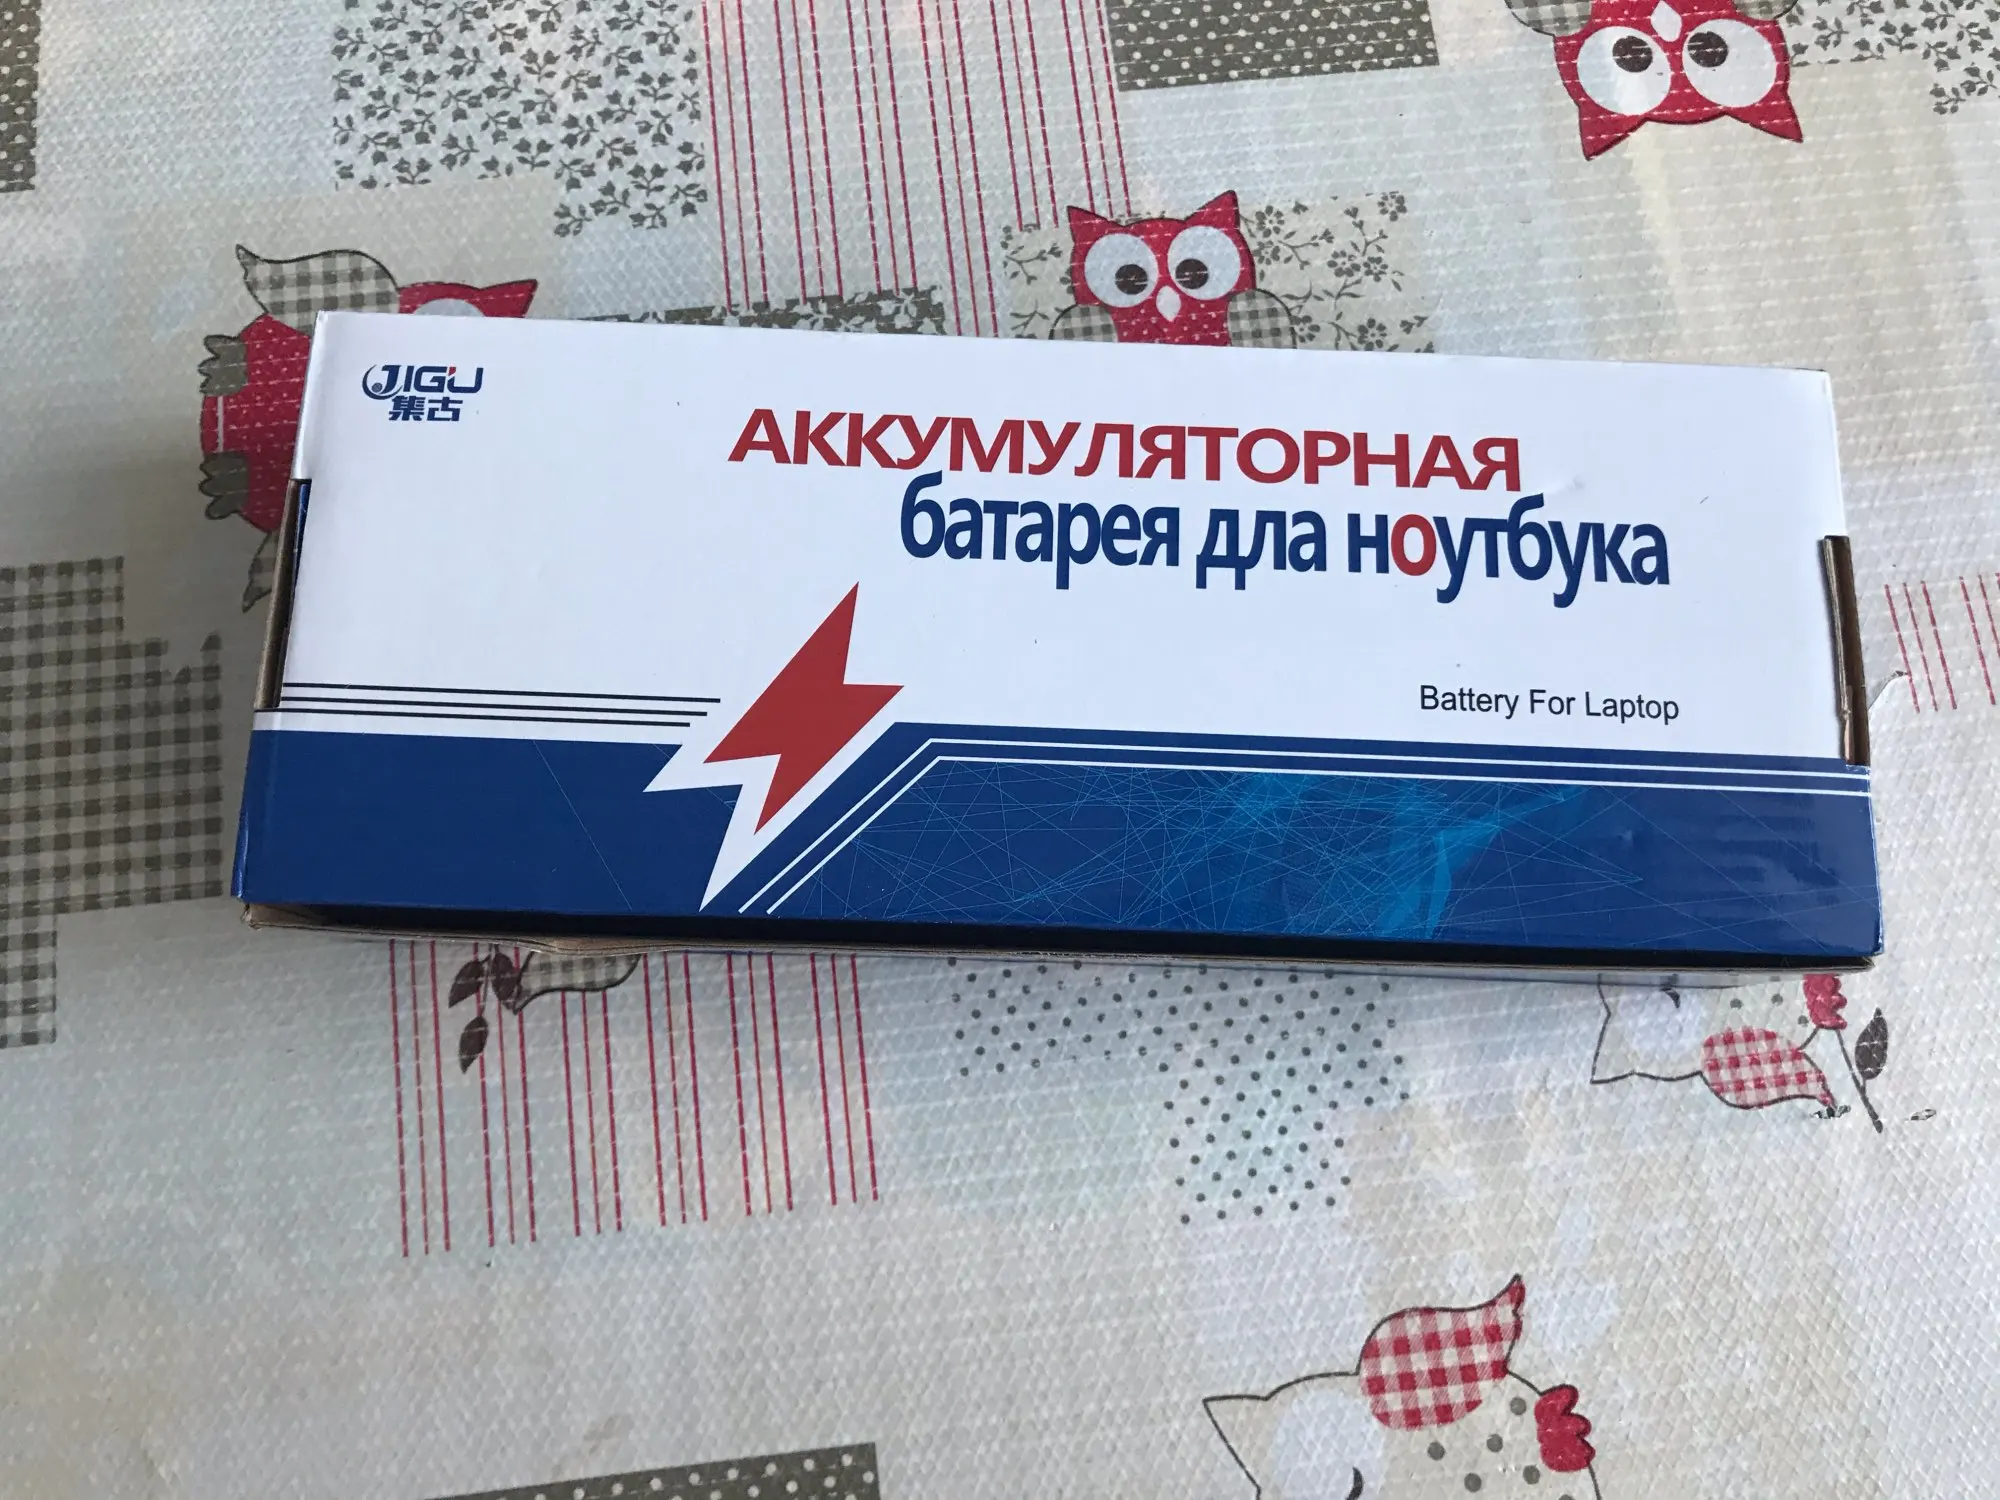 JIGU
集古
АККУМУЛЯТОРНАЯ
батарея дла ноутбука
Battery For Laptop